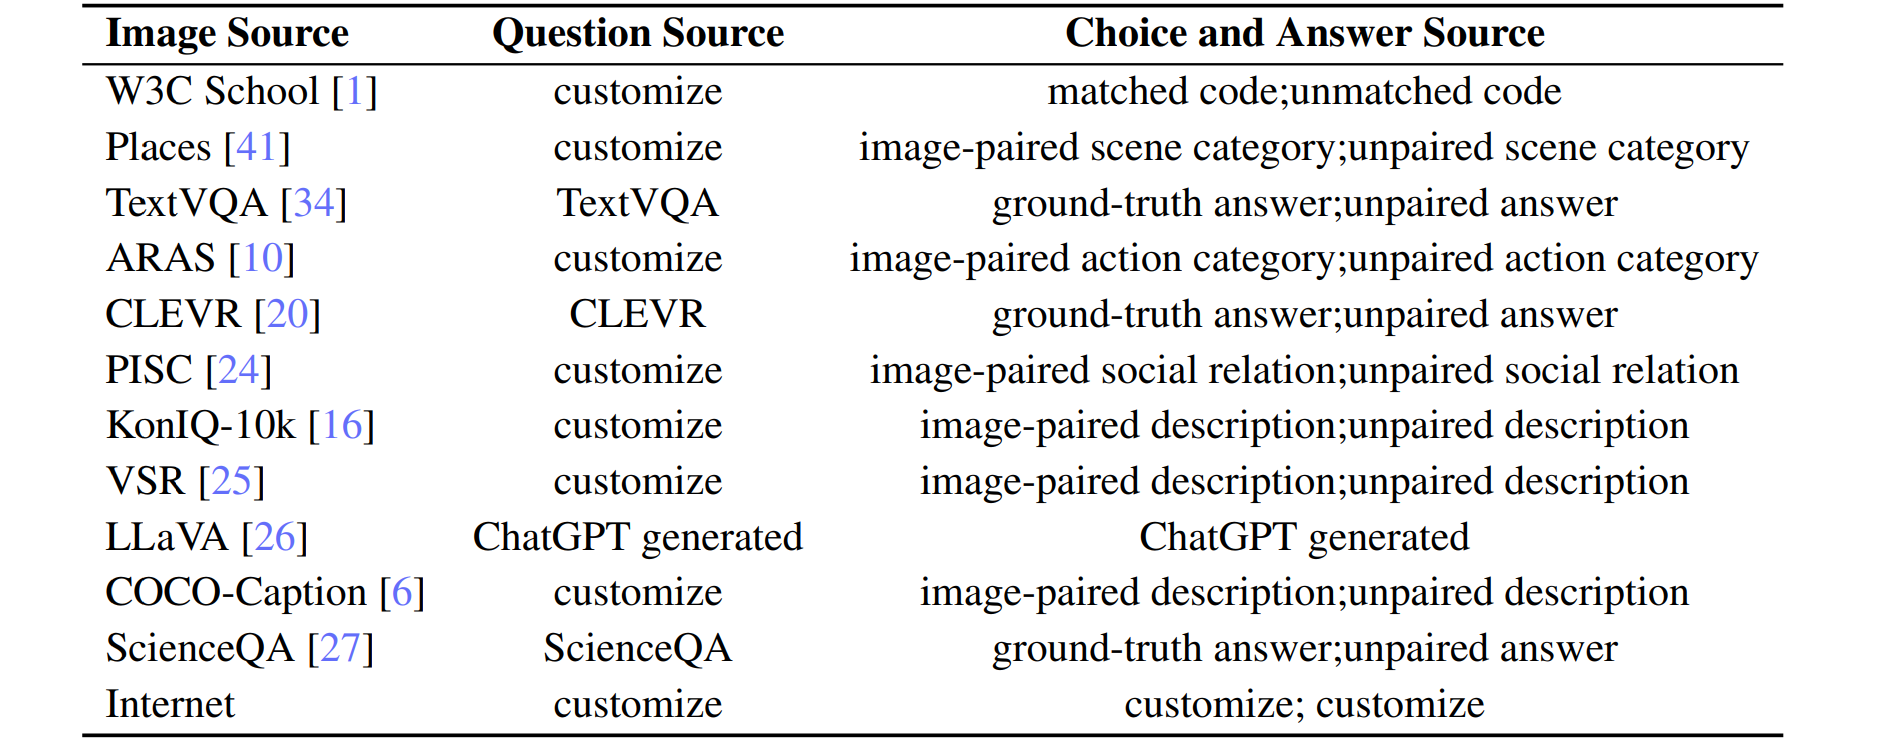 Image Source Question Source Choice and Answer Source
W3C School [1] customize matched code;unmatched code
Places [41] customize image-paired scene category;unpaired scene category
TextVQA [34] TextVQA ground-truth answer;unpaired answer
ARAS [10] customize image-paired action category;unpaired action category
CLEVR [20] CLEVR ground-truth answer;unpaired answer
PISC [24] customize image-paired social relation;unpaired social relation
KonIQ-10k [16] customize image-paired description;unpaired description
VSR [25] customize image-paired description;unpaired description
LLaVA [26] ChatGPT generated ChatGPT generated
COCO-Caption [6] customize image-paired description;unpaired description
ScienceQA [27] ScienceQA ground-truth answer;unpaired answer
Internet customize customize; customize